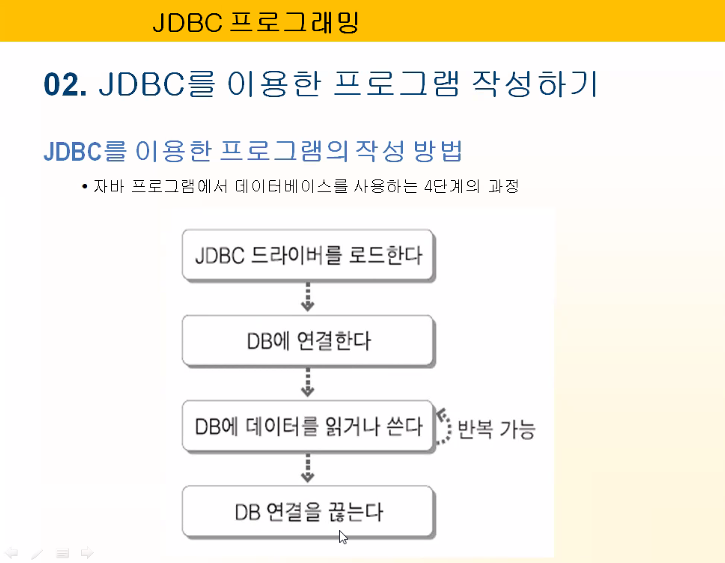 JDBC 프로그래밍
02. JDBC를 이용한 프로그램 작성하기
JDBC를 이용한 프로그램의 작성 방법
• 자바 프로그램에서 데이터베이스를 사용하는 4단계의 과정
JDBC 드라이버를 로드한다
DB에 연결한다
DB에 데이터를 읽거나 쓴다
반복 가능
DB 연결을 끊는다